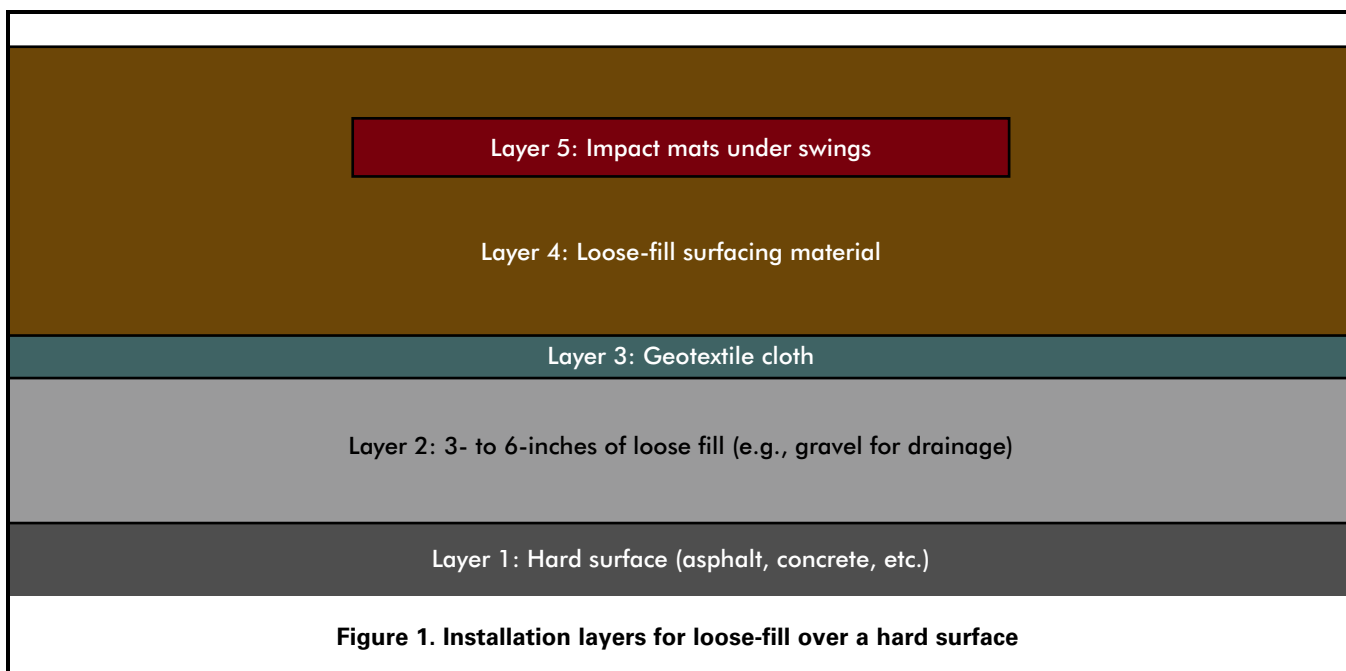 Layer 5: Impact mats under swings
Layer 4: Loose-fill surfacing material
Layer 3: Geotextile cloth
Layer 2: 3- to 6-inches of loose fill (e.g., gravel for drainage)
Layer 1: Hard surface (asphalt, concrete, etc.)
Figure 1. Installation layers for loose-fill over a hard surface